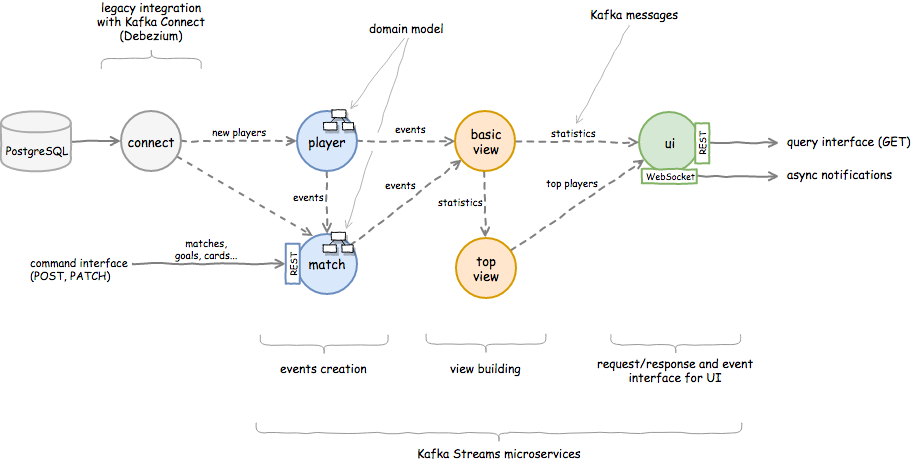 legacy integration
with Kafka Connect
(Debezium)
Kafka messages
domain model
PostgreSQL
connect
new players
player
events
basic
view
statistics
ui
REST
query interface (GET)
WebSocket
async notifications
events
events
statistics
top players
matches,
goals, cards...
command interface
(POST, PATCH)
REST
match
top
view
events creation
view building
request/response and event
interface for UI
Kafka Streams microservices